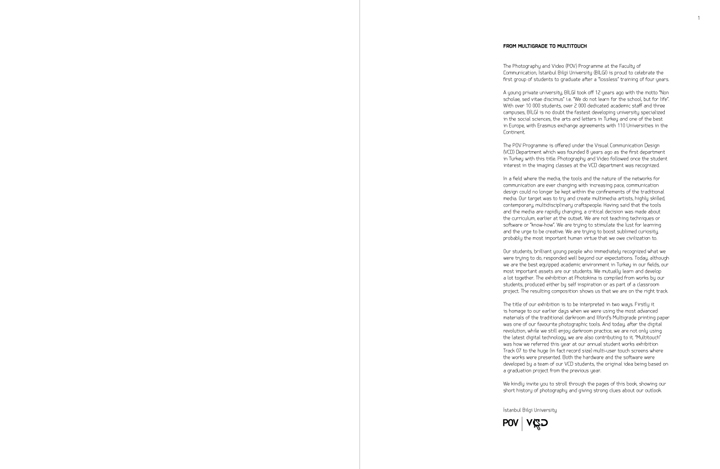 1
FROM MULTIGRADE TO MULTITOUCH
The Photography and Video (POV) Programme at the Faculty of
Communication, İstanbul Bilgi University (BİLGİ) is proud to celebrate the
first group of students to graduate after a "lossless" training of four years.
A young private university, BİLGİ took off 12 years ago with the motto "Non
scholae, sed vitae discimus" i.e. "We do not learn for the school, but for life".
With over 10 000 students, over 2 000 dedicated academic staff and three
campuses, BİLGİ is no doubt the fastest developing university specialized
in the social sciences, the arts and letters in Turkey and one of the best
in Europe, with Erasmus exchange agreements with 110 Universities in the
Continent.
The POV Programme is offered under the Visual Communication Design
(VCD) Department which was founded 8 years ago as the first department
in Turkey with this title. Photography and Video followed once the student
interest in the imaging classes at the VCD department was recognized.
In a field where the media, the tools and the nature of the networks for
communication are ever changing with increasing pace, communication
design could no longer be kept within the confinements of the traditional
media. Our target was to try and create multimedia artists, highly skilled,
contemporary, multidisciplinary craftspeople. Having said that the tools
and the media are rapidly changing, a critical decision was made about
the curriculum, earlier at the outset. We are not teaching techniques or
software or "know-how". We are trying to stimulate the lust for learning
and the urge to be creative. We are trying to boost sublimed curiosity,
probably the most important human virtue that we owe civilization to.
Our students, brilliant young people who immediately recognized what we
were trying to do, responded well beyond our expectations. Today, although
we are the best equipped academic environment in Turkey in our fields, our
most important assets are our students. We mutually learn and develop
a lot together. The exhibition at Photokina is compiled from works by our
students, produced either by self inspiration or as part of a classroom
project. The resulting composition shows us that we are on the right track.
The title of our exhibition is to be interpreted in two ways. Firstly it
is homage to our earlier days when we were using the most advanced
materials of the traditional darkroom and Ilford's Multigrade printing paper
was one of our favourite photographic tools. And today, after the digital
revolution, while we still enjoy darkroom practice, we are not only using
the latest digital technology, we are also contributing to it. "Multitouch"
was how we referred this year at our annual student works exhibition
Track 07 to the huge (in fact record size) multi-user touch screens where
the works were presented. Both the hardware and the software were
developed by a team of our VCD students, the original idea being based on
a graduation project from the previous year.
We kindly invite you to stroll through the pages of this book, showing our
short history of photography and giving strong clues about our outlook.
İstanbul Bilgi University
POV | VCD